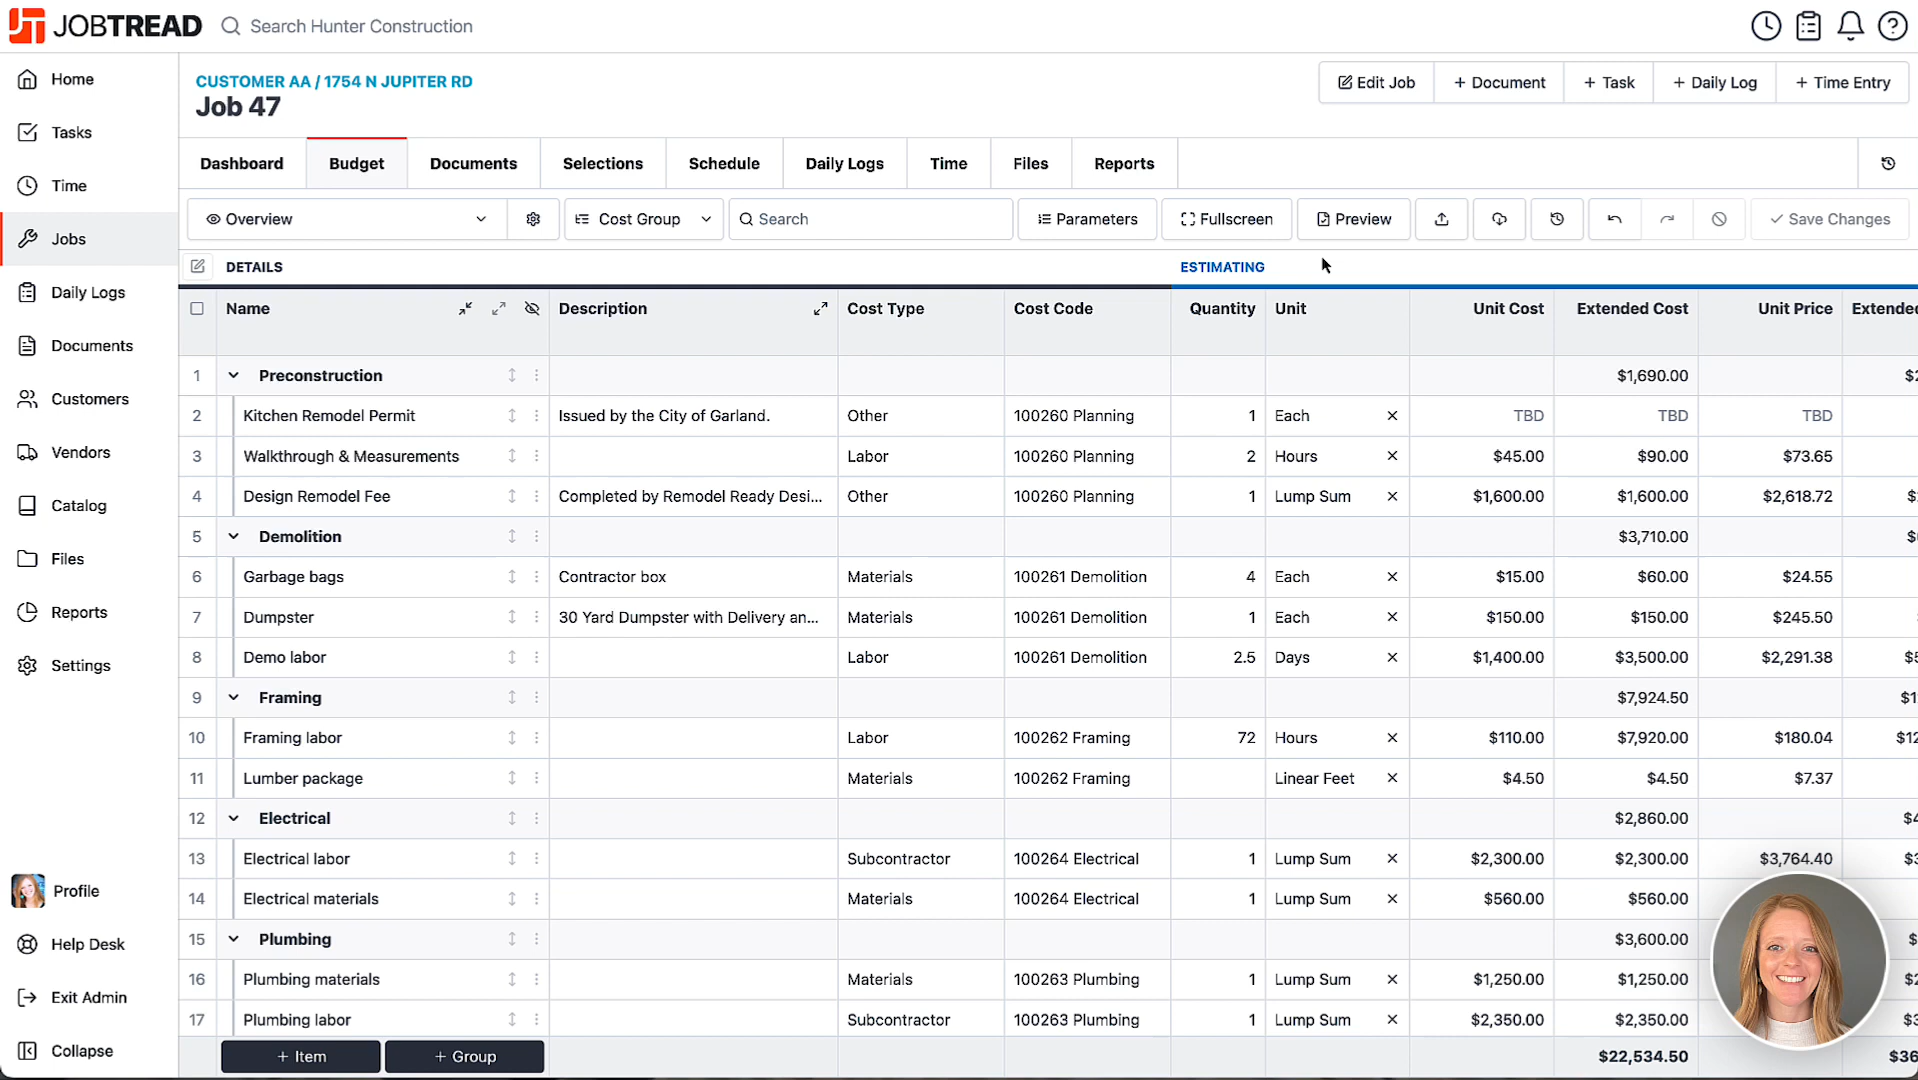 JOBTREAD Search Hunter Construction
Home
Tasks
Time
Jobs
Daily Logs
Documents
Customers
Vendors
Catalog
Files
Reports
Settings
Profile
Help Desk
Exit Admin
Collapse
CUSTOMER AA / 1754 N JUPITER RD
Job 47
Edit Job + Document + Task + Daily Log + Time Entry
Dashboard Budget Documents Selections Schedule Daily Logs Time Files Reports
Overview Cost Group Search Parameters Fullscreen Preview Save Changes
DETAILS ESTIMATING
Name Description Cost Type Cost Code Quantity Unit Unit Cost Extended Cost Unit Price Extended
1 Preconstruction $1,690.00
2 Kitchen Remodel Permit Issued by the City of Garland. Other 100260 Planning 1 Each × TBD TBD TBD
3 Walkthrough & Measurements Labor 100260 Planning 2 Hours × $45.00 $90.00 $73.65
4 Design Remodel Fee Completed by Remodel Ready Desi... Other 100260 Planning 1 Lump Sum × $1,600.00 $1,600.00 $2,618.72
5 Demolition $3,710.00
6 Garbage bags Contractor box Materials 100261 Demolition 4 Each × $15.00 $60.00 $24.55
7 Dumpster 30 Yard Dumpster with Delivery an... Materials 100261 Demolition 1 Each × $150.00 $150.00 $245.50
8 Demo labor Labor 100261 Demolition 2.5 Days × $1,400.00 $3,500.00 $2,291.38
9 Framing $7,924.50
10 Framing labor Labor 100262 Framing 72 Hours × $110.00 $7,920.00 $180.04
11 Lumber package Materials 100262 Framing Linear Feet × $4.50 $4.50 $7.37
12 Electrical $2,860.00
13 Electrical labor Subcontractor 100264 Electrical 1 Lump Sum × $2,300.00 $2,300.00 $3,764.40
14 Electrical materials Materials 100264 Electrical 1 Lump Sum × $560.00 $560.00
15 Plumbing $3,600.00
16 Plumbing materials Materials 100263 Plumbing 1 Lump Sum × $1,250.00 $1,250.00
17 Plumbing labor Subcontractor 100263 Plumbing 1 Lump Sum × $2,350.00 $2,350.00
+ Item + Group $22,534.50